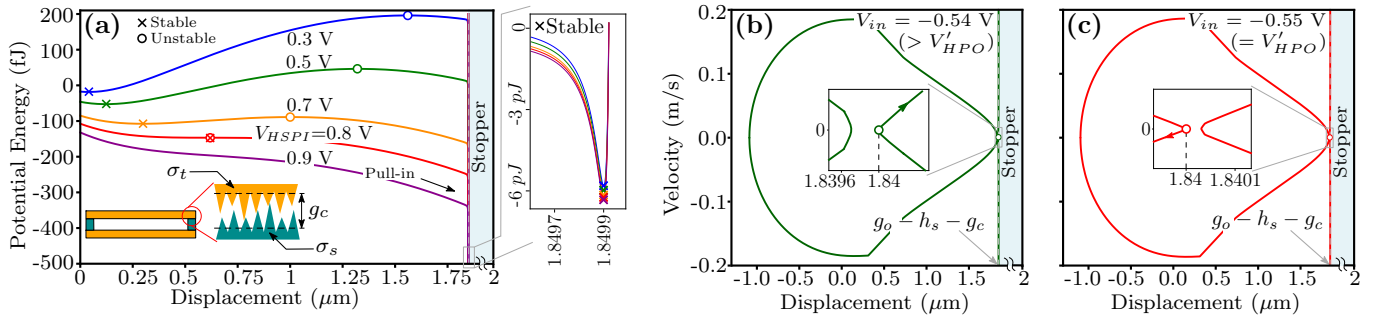 (a)
× Stable
○ Unstable
0.3 V
0.5 V
0.7 V
V_{HSPI}=0.8 V
0.9 V
Pull-in
Stopper
σ_t
g_c
σ_s
Potential Energy (fJ)
200
100
0
-100
-200
-300
-400
-500
0 0.25 0.5 0.75 1 1.25 1.5 2
Displacement (μm)
×Stable
0
-3 pJ
-6 pJ
1.8497
1.8499
(b)
V_{in} = −0.54 V
(> V′_{HPO})
Velocity (m/s)
0.2
0.1
0.0
-0.1
-0.2
0
1.8396 1.84
g_o − h_s − g_c
Stopper
-1.0 -0.5 0.0 0.5 1.0 1.5 2
Displacement (μm)
(c)
V_{in} = −0.55 V
(= V′_{HPO})
0
1.84 1.8401
g_o − h_s − g_c
Stopper
-1.0 -0.5 0.0 0.5 1.0 1.5 2
Displacement (μm)